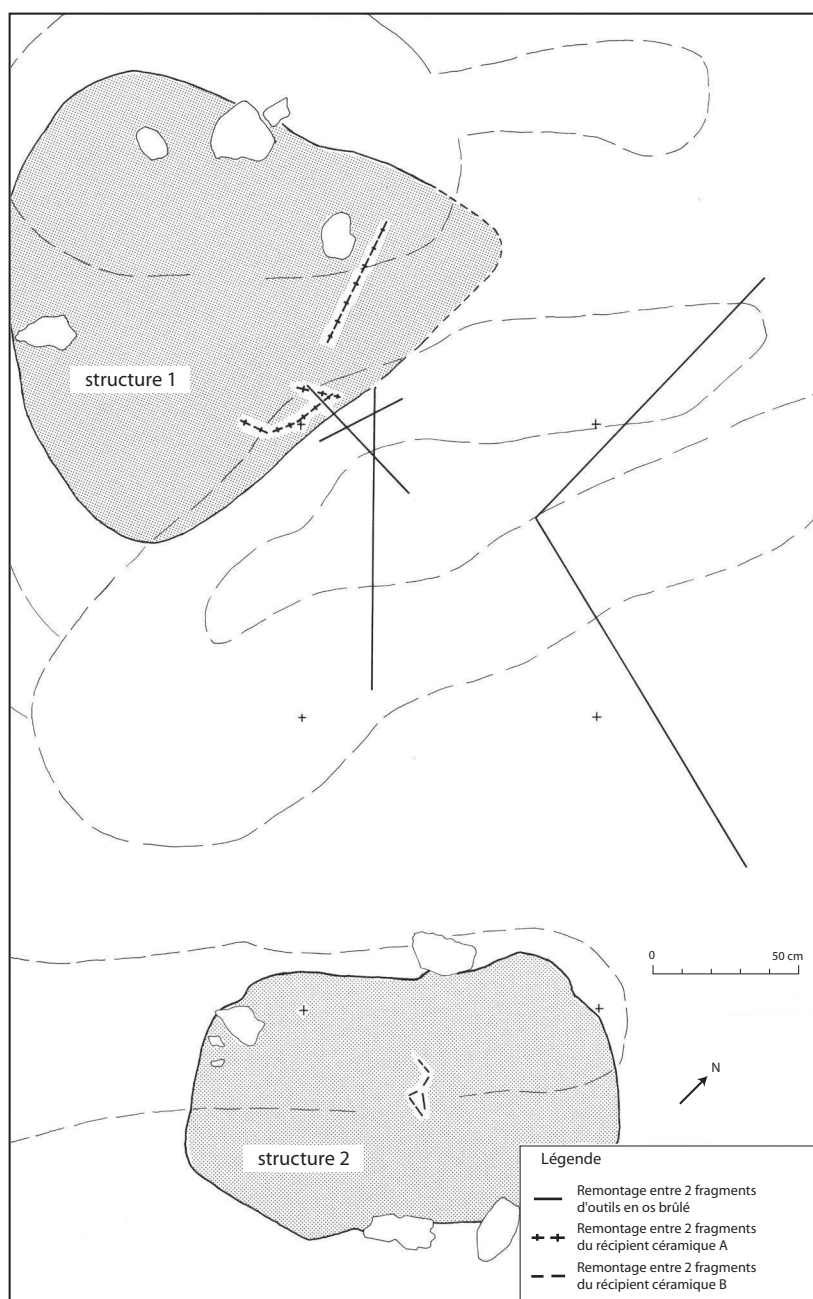 structure 1
0
50 cm
N
structure 2
Légende
Remontage entre 2 fragments
d'outils en os brûlé
Remontage entre 2 fragments
du récipient céramique A
Remontage entre 2 fragments
du récipient céramique B